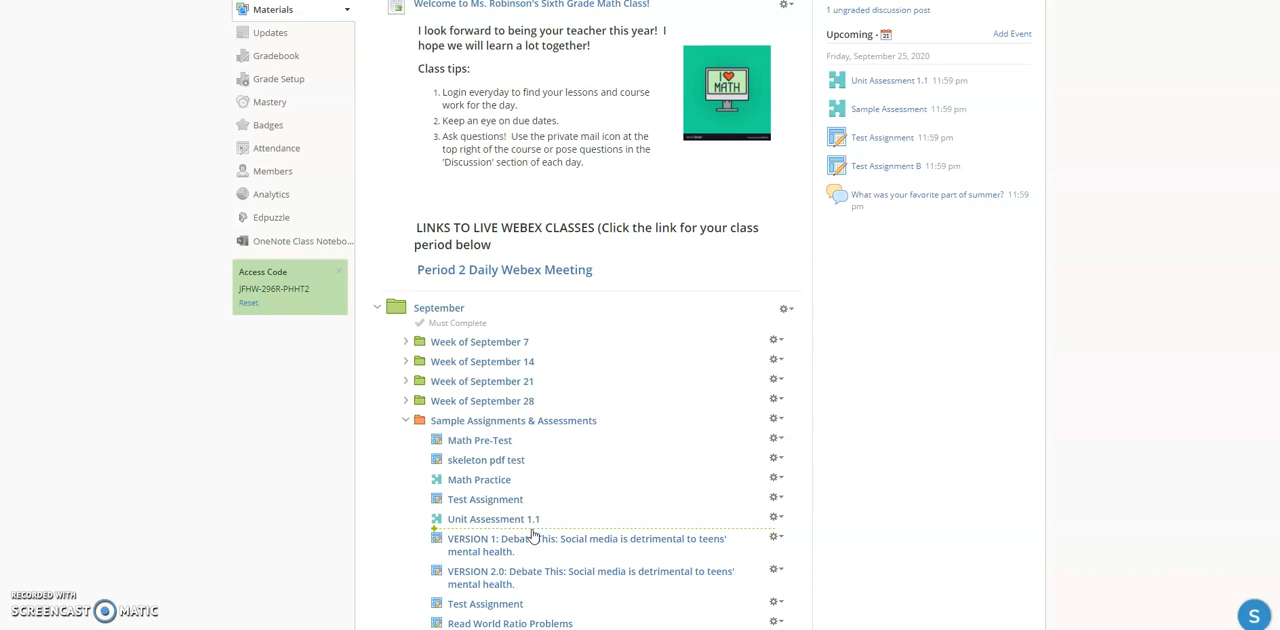 Materials
Updates
Gradebook
Grade Setup
Mastery
Badges
Attendance
Members
Analytics
Edpuzzle
OneNote Class Notebo...
Access Code
JFHW-296R-PHHT2
Reset
Welcome to Ms. Robinson's Sixth Grade Math Class!
I look forward to being your teacher this year!  I
hope we will learn a lot together!
Class tips:
1. Login everyday to find your lessons and course
work for the day.
2. Keep an eye on due dates.
3. Ask questions!  Use the private mail icon at the
top right of the course or pose questions in the
'Discussion' section of each day.
I ❤
MATH
LINKS TO LIVE WEBEX CLASSES (Click the link for your class
period below
Period 2 Daily Webex Meeting
September
Must Complete
Week of September 7
Week of September 14
Week of September 21
Week of September 28
Sample Assignments & Assessments
Math Pre-Test
skeleton pdf test
Math Practice
Test Assignment
Unit Assessment 1.1
VERSION 1: Debate This: Social media is detrimental to teens'
mental health.
VERSION 2.0: Debate This: Social media is detrimental to teens'
mental health.
Test Assignment
Read World Ratio Problems
1 ungraded discussion post
Upcoming · 
Add Event
Friday, September 25, 2020
Unit Assessment 1.1 11:59 pm
Sample Assessment 11:59 pm
Test Assignment 11:59 pm
Test Assignment B 11:59 pm
What was your favorite part of summer? 11:59
pm
RECORDED WITH
SCREENCAST MATIC
S